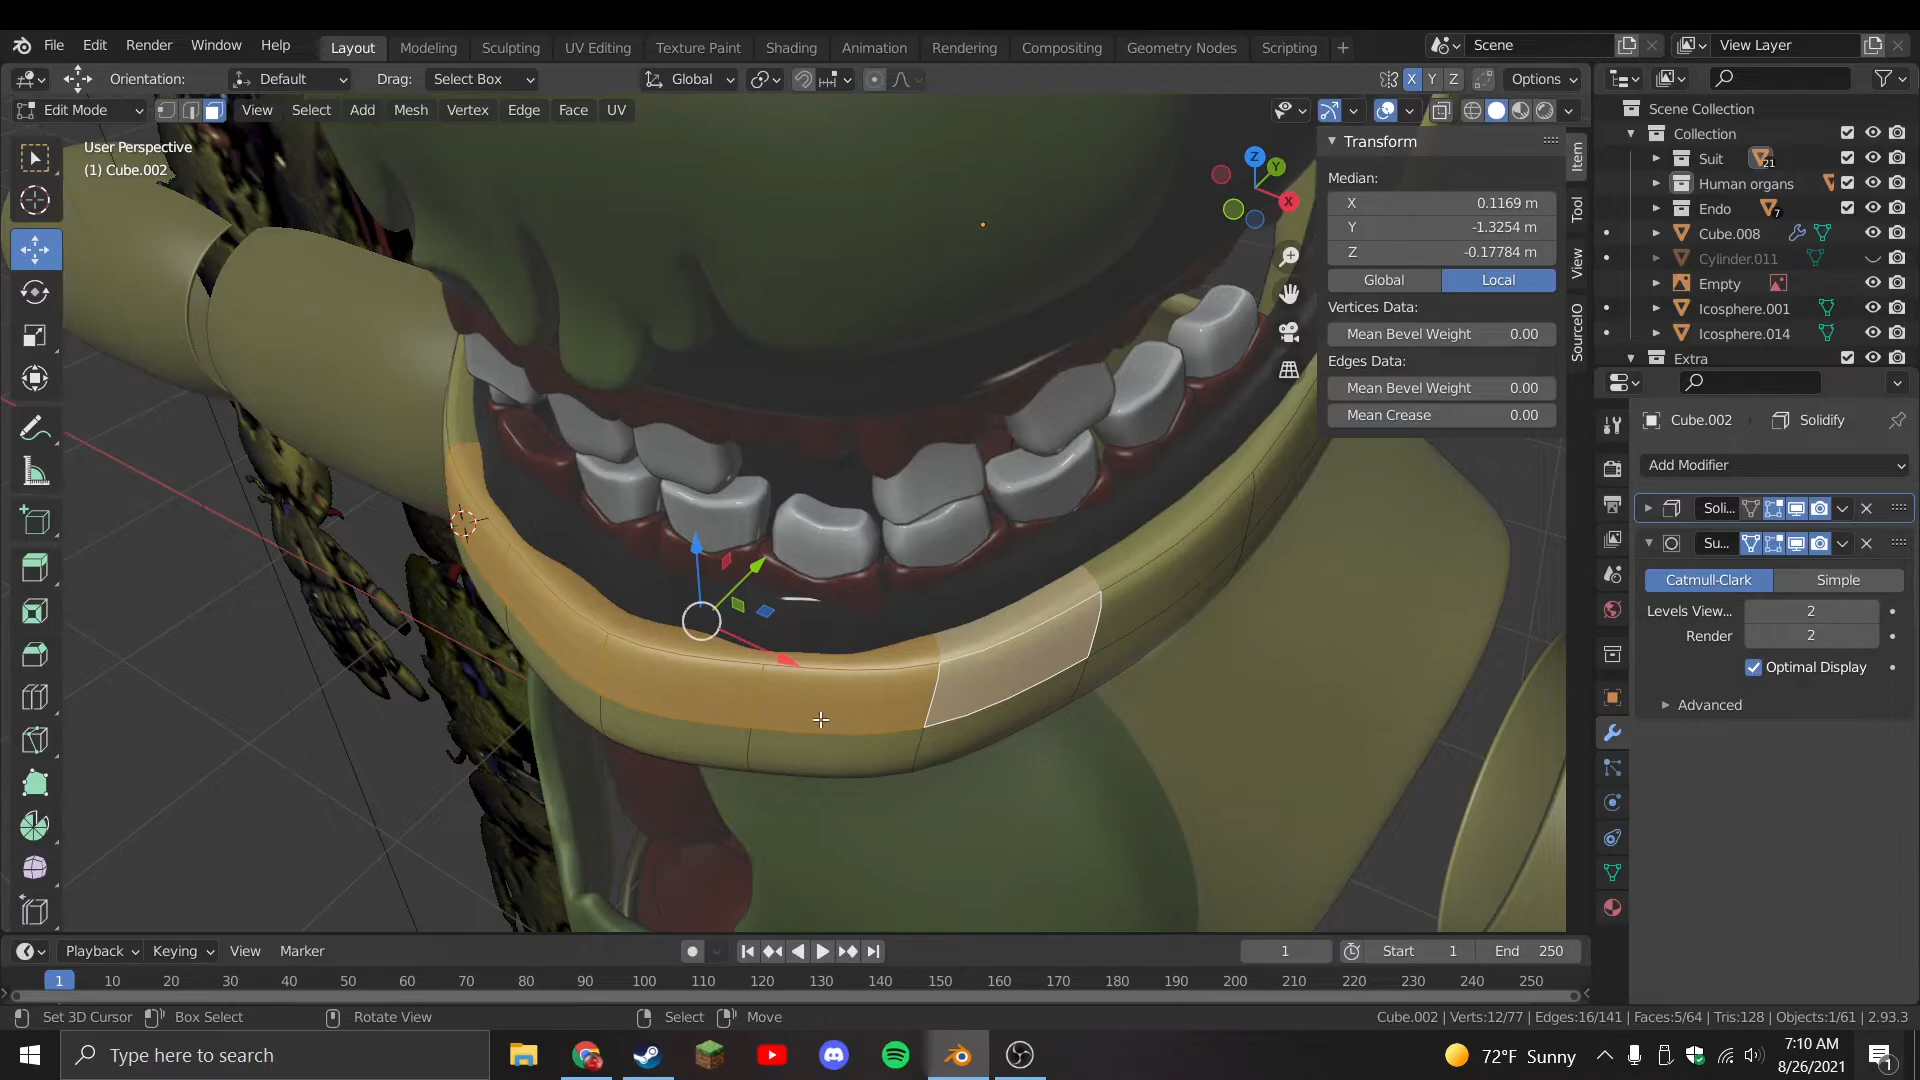 File Edit Render Window Help Layout Modeling Sculpting UV Editing Texture Paint Shading Animation Rendering Compositing Geometry Nodes Scripting Scene View Layer
Orientation: Default Drag: Select Box Global X Y Z Options
Edit Mode View Select Add Mesh Vertex Edge Face UV
User Perspective
(1) Cube.002
Z
Y
X
Transform
Median:
X 0.1169 m
Y -1.3254 m
Z -0.17784 m
Global Local
Vertices Data:
Mean Bevel Weight 0.00
Edges Data:
Mean Bevel Weight 0.00
Mean Crease 0.00
Item
Tool
View
SourceIO
Scene Collection
Collection
Suit 21
Human organs
Endo 7
Cube.008
Cylinder.011
Empty
Icosphere.001
Icosphere.014
Extra
Cube.002 Solidify
Add Modifier
Soli...
Su...
Catmull-Clark Simple
Levels View... 2
Render 2
Optimal Display
Advanced
Playback Keying View Marker 1 Start 1 End 250
1 10 20 30 40 50 60 70 80 90 100 110 120 130 140 150 160 170 180 190 200 210 220 230 240 250
Set 3D Cursor Box Select Rotate View Select Move Cube.002 | Verts:12/77 | Edges:16/141 | Faces:5/64 | Tris:128 | Objects:1/61 | 2.93.3
Type here to search 72°F Sunny 7:10 AM
8/26/2021
1